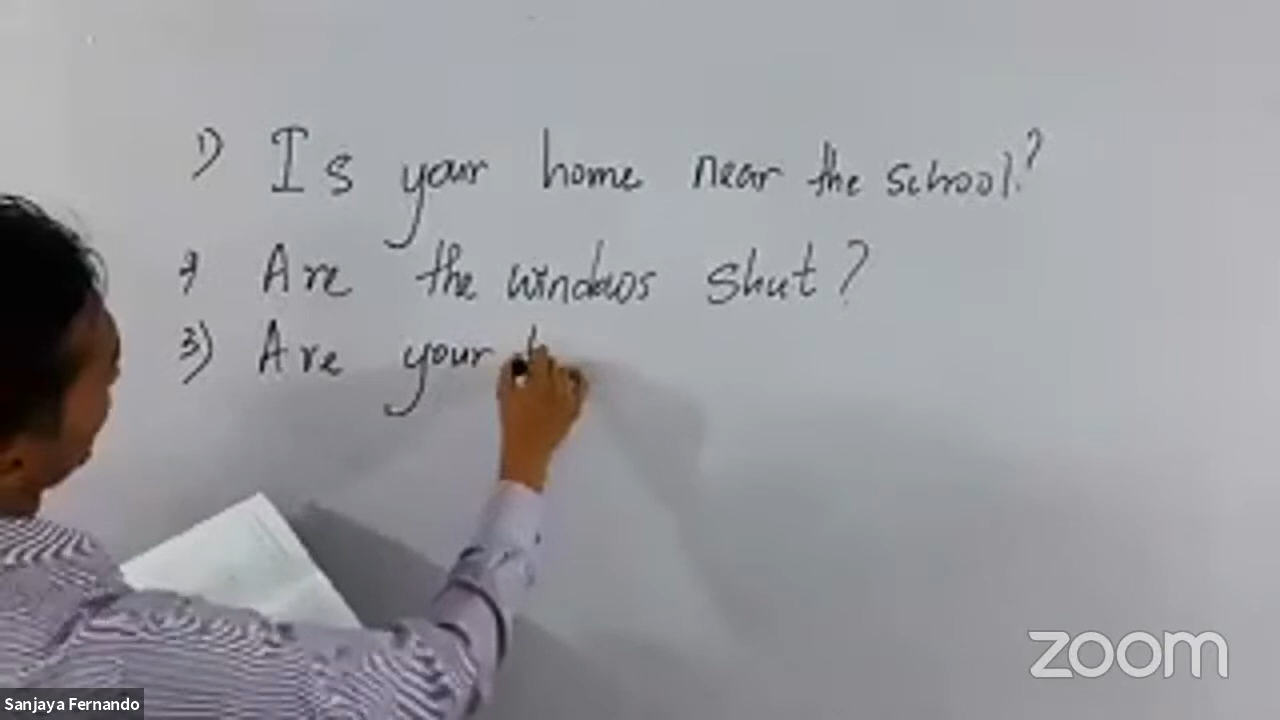 1) Is your home near the school?
2) Are the windows shut?
3) Are your
Sanjaya Fernando
zoom